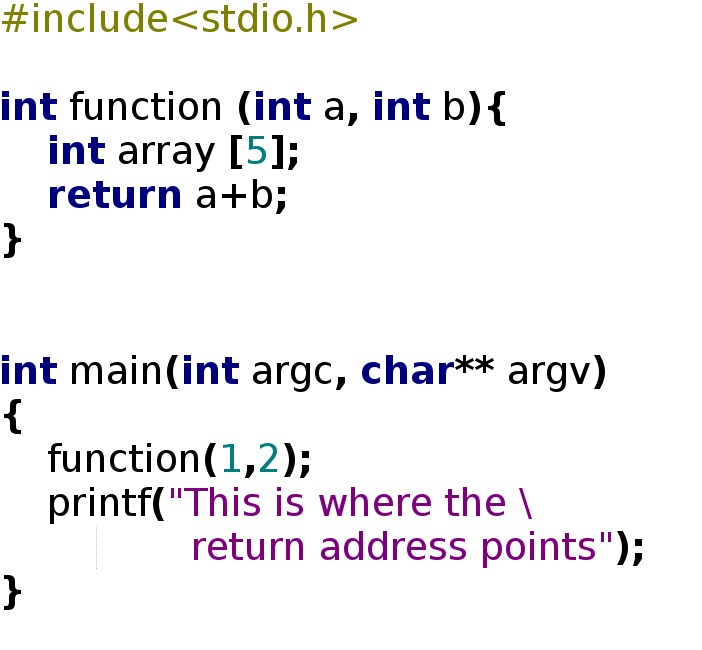 #include<stdio.h>
int function (int a, int b){
int array [5];
return a+b;
}
int main(int argc, char** argv)
{
function(1,2);
printf("This is where the \
return address points");
}